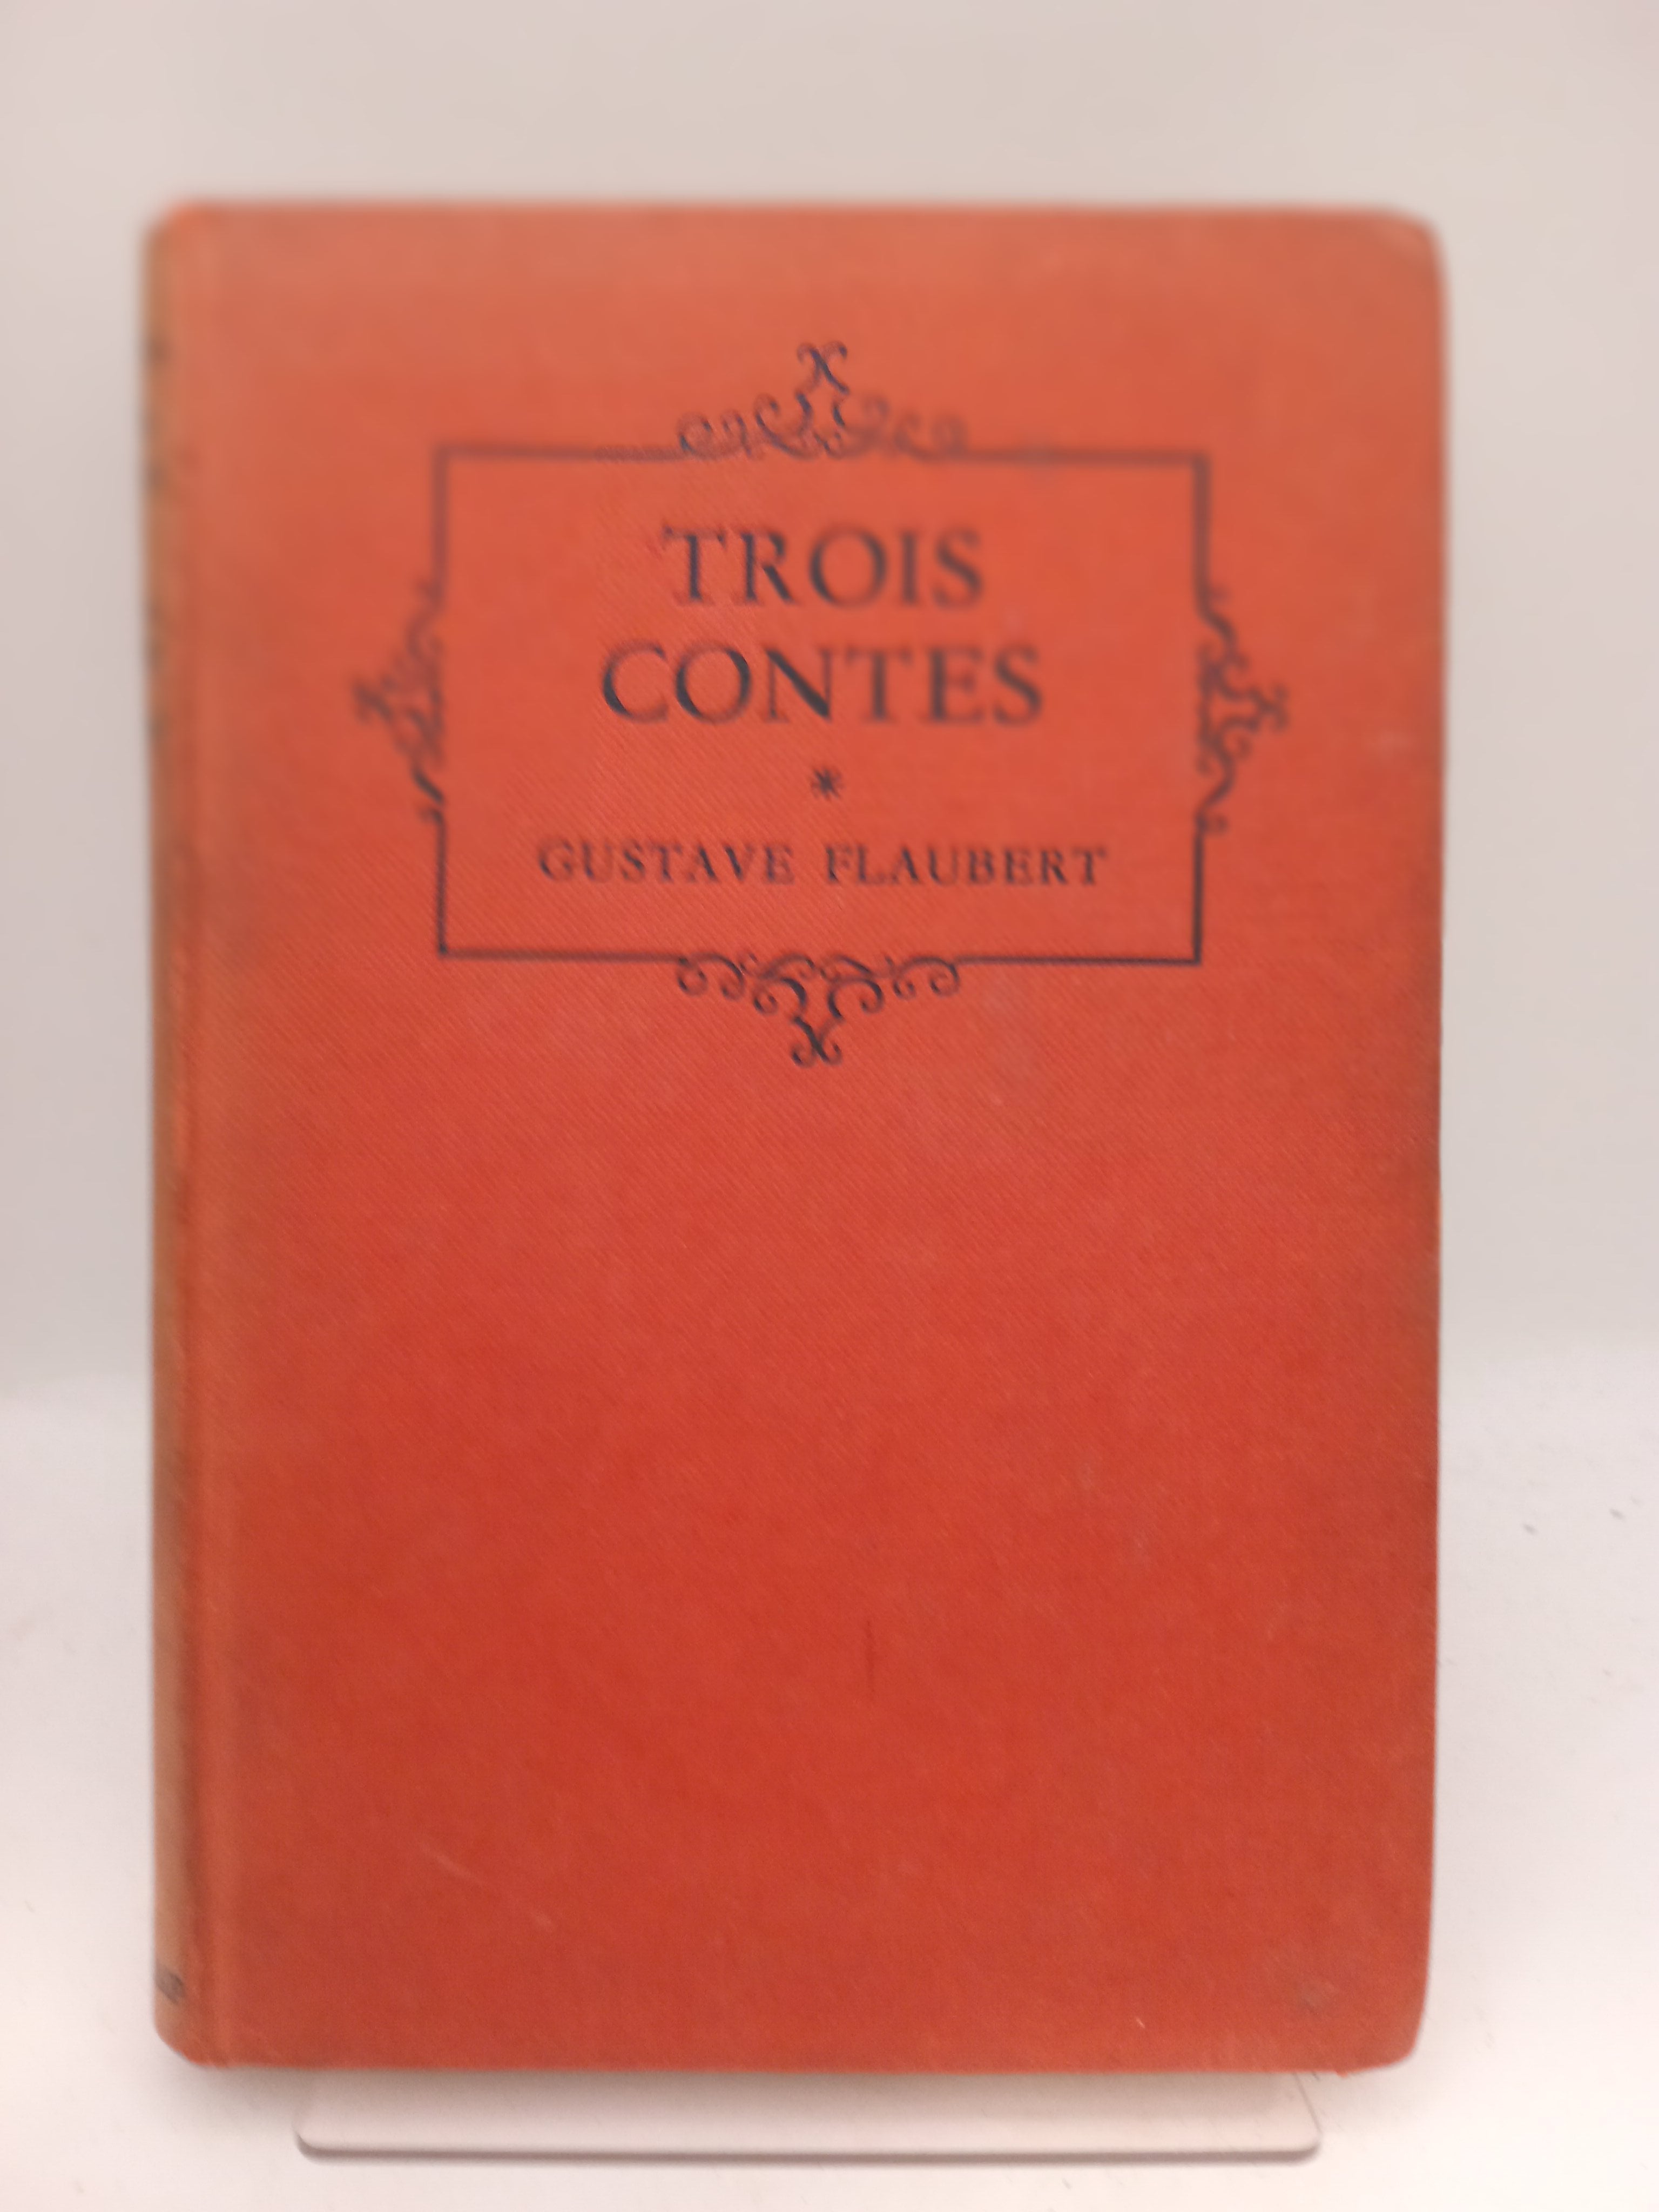 TROIS
CONTES
*
GUSTAVE FLAUBERT